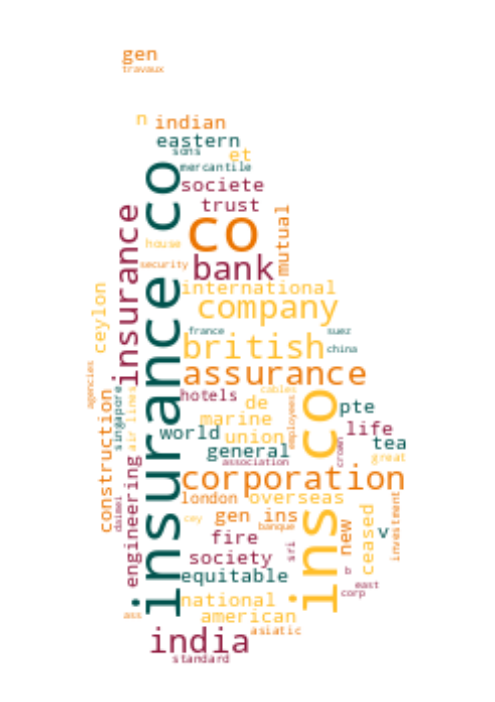 gen
travaux
n
indian
eastern
sons
et
mercantile
societe
trust
insurance
co
mutual
house
bank
security
international
ceylon
company
insurance co
france
suez
british
china
agencies
assurance
singapore
air lines
hotels
cables
de
employees
ins co
pte
construction
marine
life
world
union
tea
general
crown
great
association
engineering
corporation
london
overseas
investment
daimei
cey
gen ins
banque
new
ceased
v
fire
sri
society
equitable
b
east
corp
national
ass
american
asiatic
india
standard